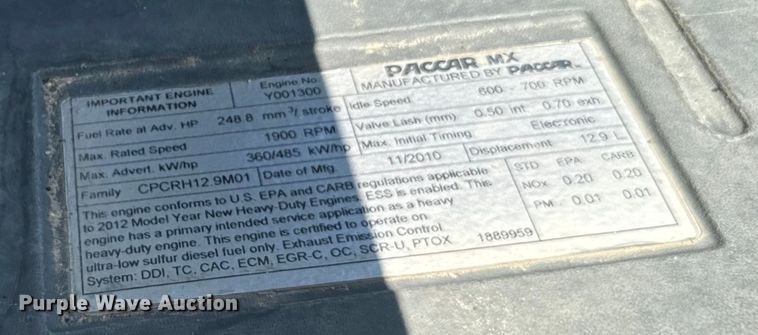 IMPORTANT ENGINE INFORMATION
Engine No. Y001300
PACCAR MX
MANUFACTURED BY PACCAR
Fuel Rate at Adv. HP 248.8 mm³/stroke
Idle Speed 600 - 700 RPM
Max. Rated Speed 1900 RPM
Valve Lash (mm) 0.50 int. 0.70 exh.
Max. Advert. kW/hp 360/485 kW/hp
Max. Initial Timing Electronic
Family CPCRH12.9M01
Date of Mfg. 11/2010
Displacement 12.9 L
This engine conforms to U.S. EPA and CARB regulations applicable
to 2012 Model Year New Heavy-Duty Engines. ESS is enabled. This
engine has a primary intended service application as a heavy
heavy-duty engine. This engine is certified to operate on
ultra-low sulfur diesel fuel only. Exhaust Emission Control
System: DDI, TC, CAC, ECM, EGR-C, OC, SCR-U, PTOX 1889959
STD EPA CARB
NOx 0.20 0.20
PM 0.01 0.01
Purple Wave Auction